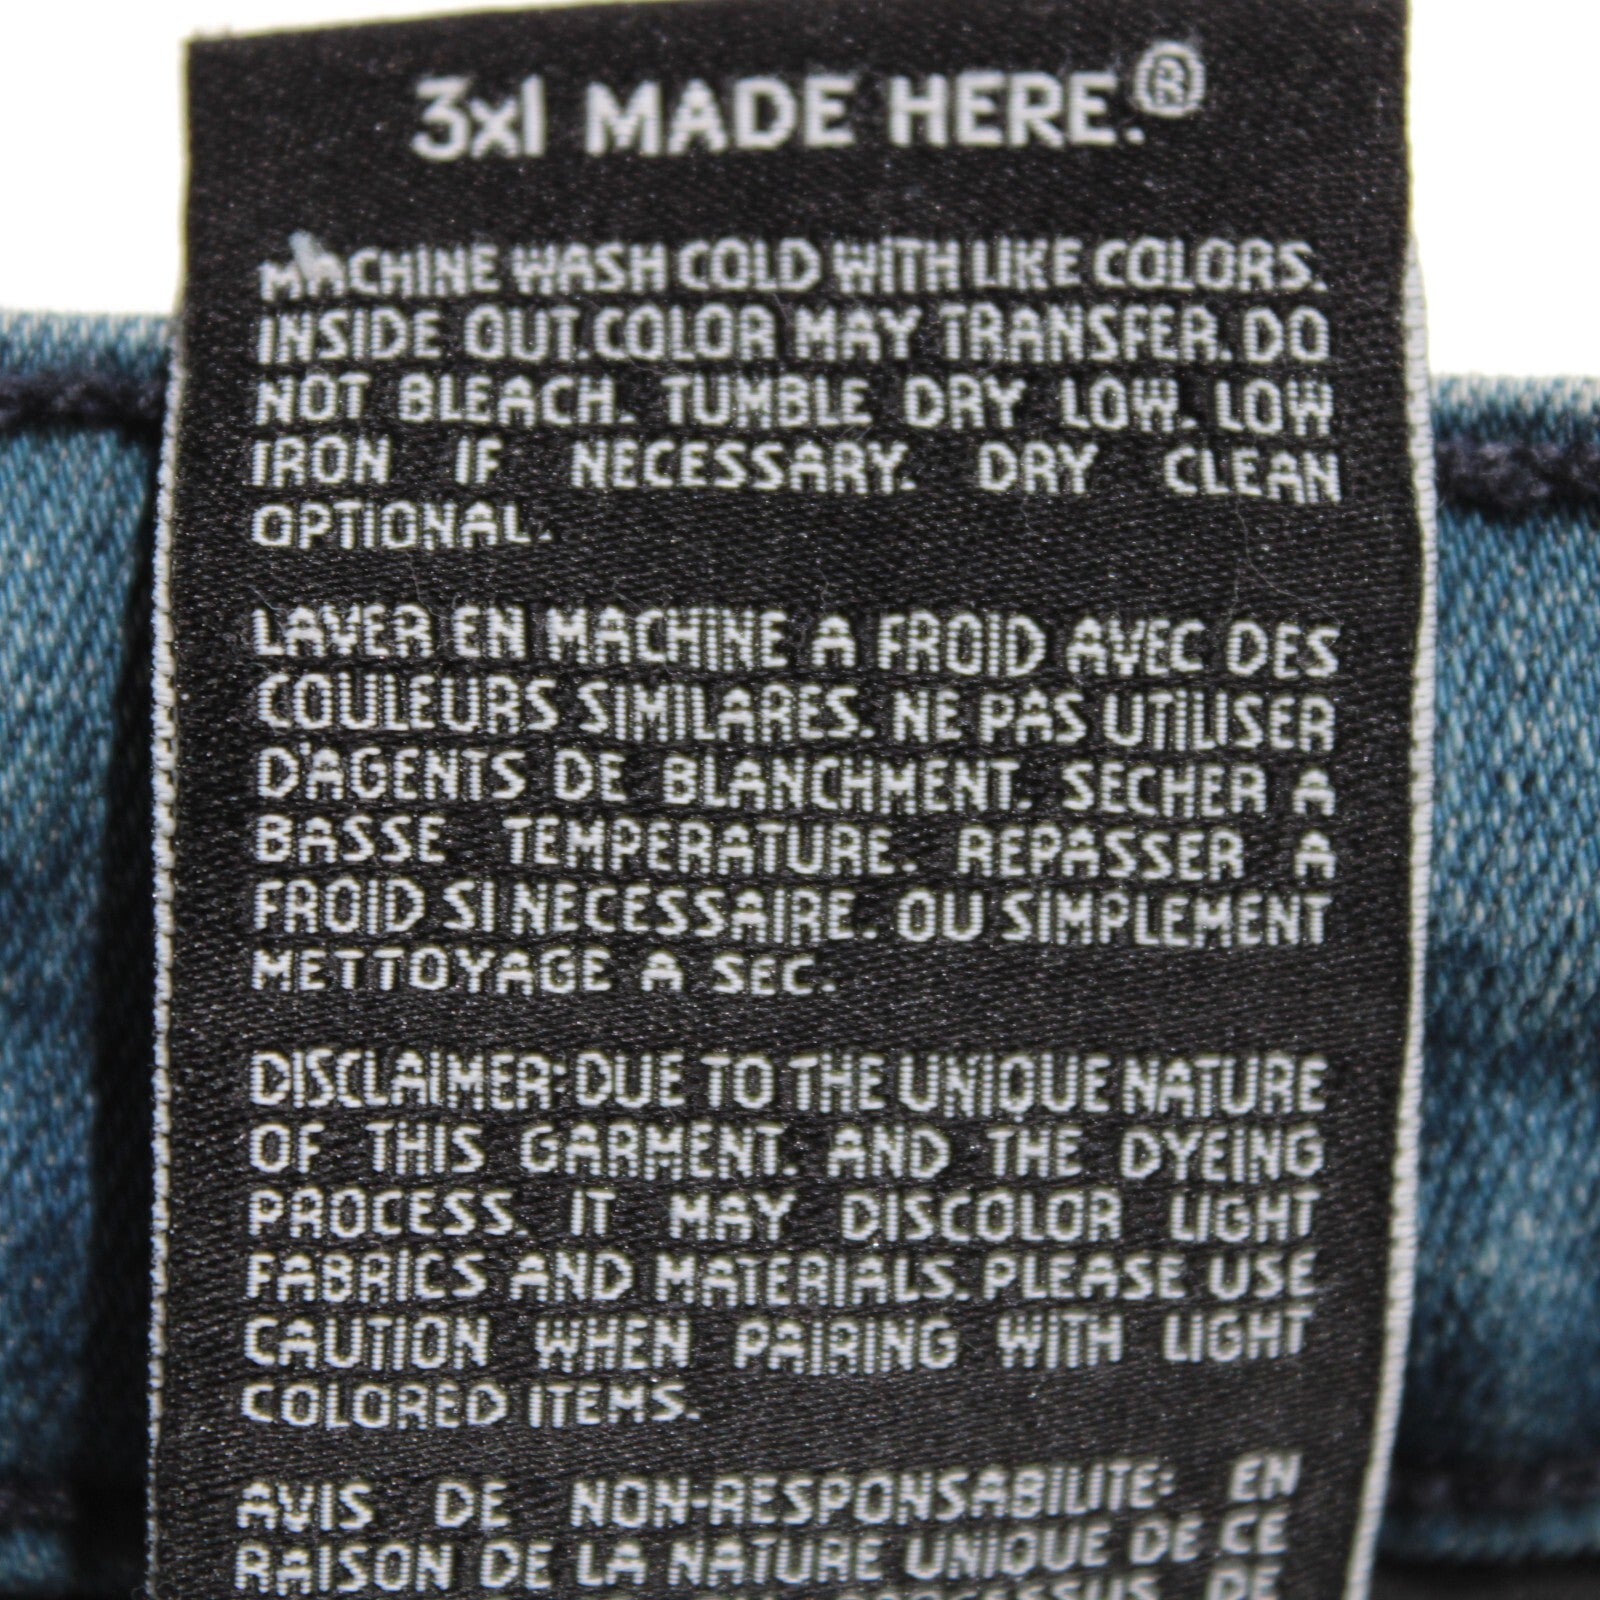 3x1 MADE HERE.®
MACHINE WASH COLD WITH LIKE COLORS.
INSIDE OUT.COLOR MAY TRANSFER. DO
NOT BLEACH. TUMBLE DRY LOW. LOW
IRON IF NECESSARY. DRY CLEAN
OPTIONAL.
LAVER EN MACHINE A FROID AVEC DES
COULEURS SIMILARES. NE PAS UTILISER
D'AGENTS DE BLANCHMENT. SECHER A
BASSE TEMPERATURE. REPASSER A
FROID SI NECESSAIRE. OU SIMPLEMENT
METTOYAGE A SEC.
DISCLAIMER: DUE TO THE UNIQUE NATURE
OF THIS GARMENT. AND THE DYEING
PROCESS. IT MAY DISCOLOR LIGHT
FABRICS AND MATERIALS. PLEASE USE
CAUTION WHEN PAIRING WITH LIGHT
COLORED ITEMS.
AVIS DE NON-RESPONSABILITE: EN
RAISON DE LA NATURE UNIQUE DE CE
DE